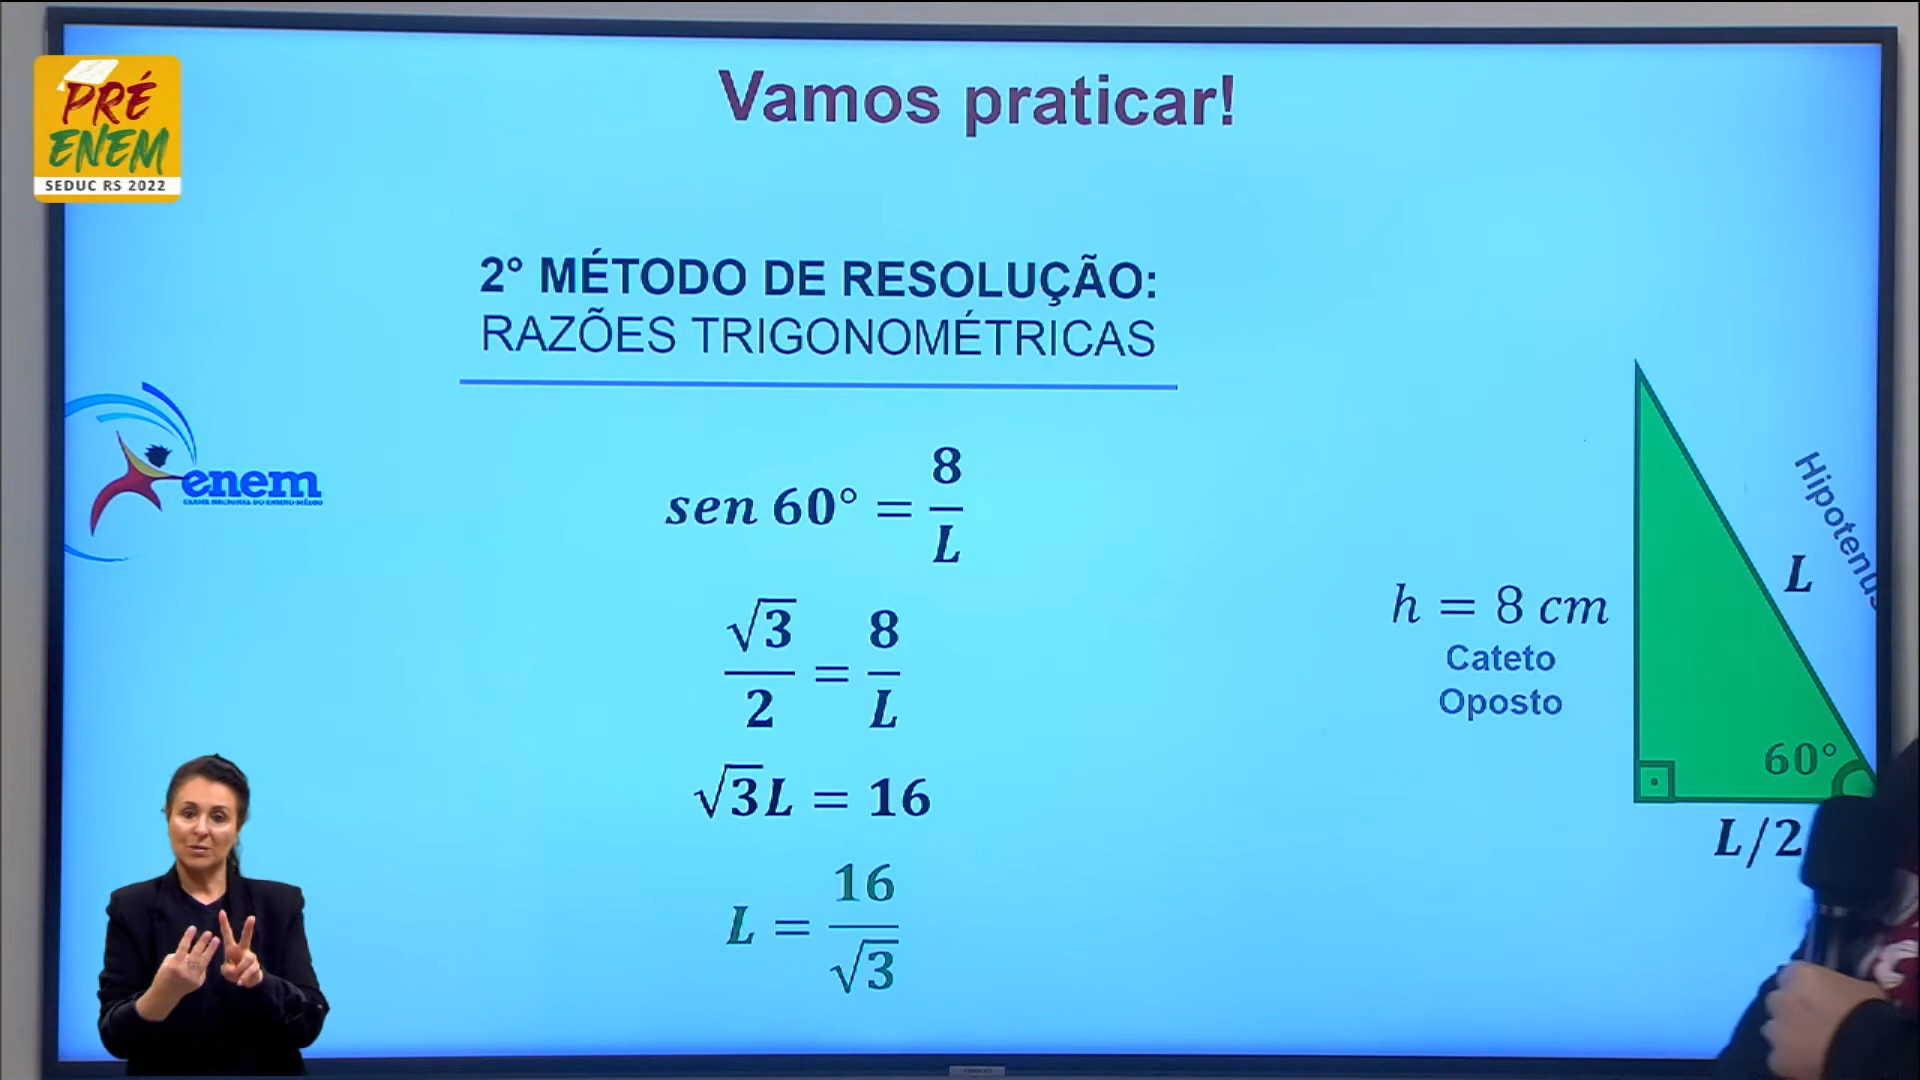 PRÉ
ENEM
SEDUC RS 2022
Vamos praticar!
2° MÉTODO DE RESOLUÇÃO:
RAZÕES TRIGONOMÉTRICAS
enem
EXAME NACIONAL DO ENSINO MÉDIO
sen 60° = 8/L
√3/2 = 8/L
√3L = 16
L = 16/√3
h = 8 cm
Cateto
Oposto
L
60°
L/2